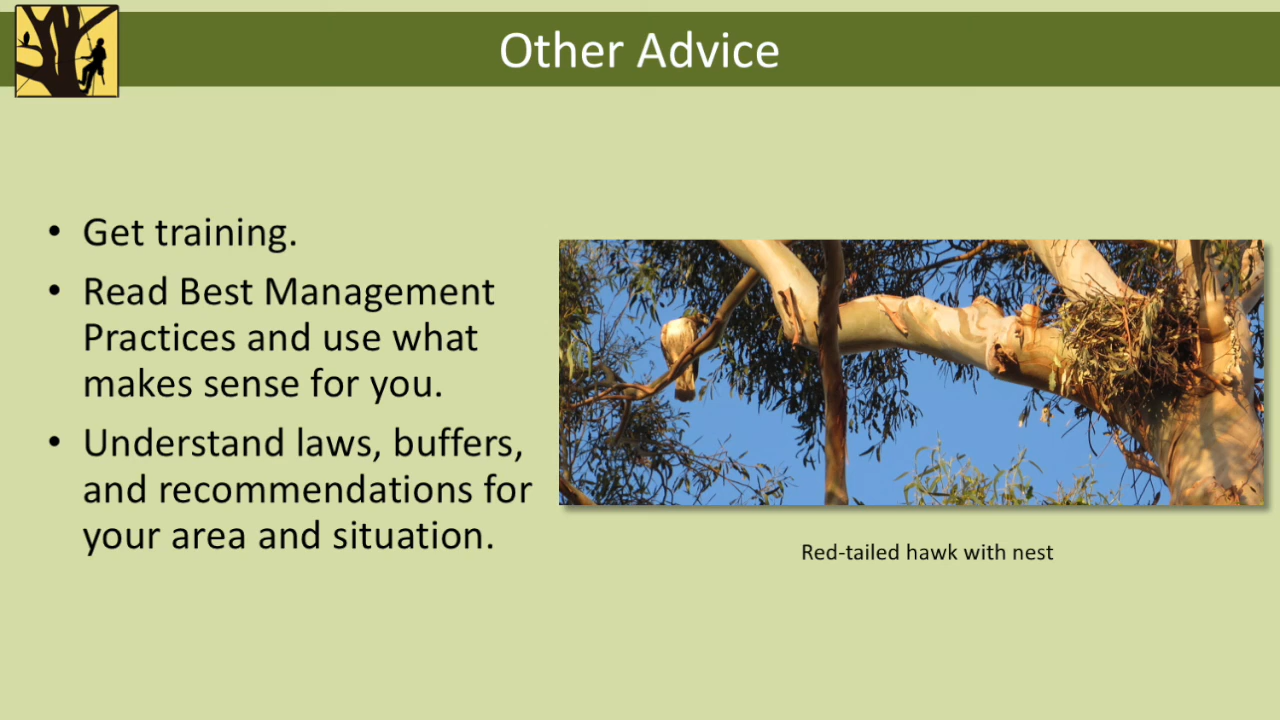 Other Advice
• Get training.
• Read Best Management
Practices and use what
makes sense for you.
• Understand laws, buffers,
and recommendations for
your area and situation.
Red-tailed hawk with nest